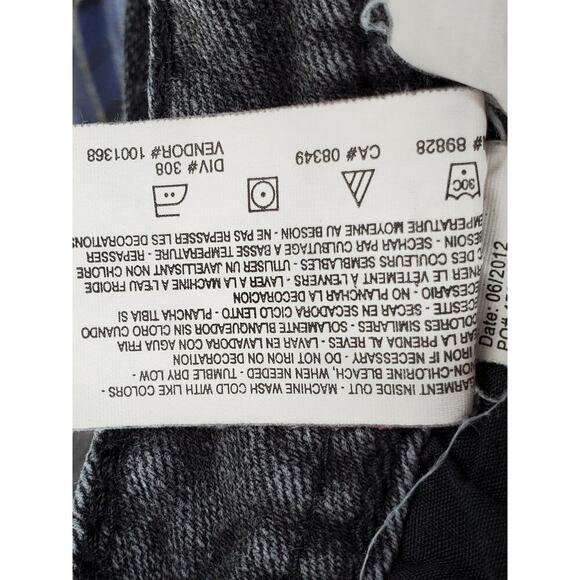 GARMENT INSIDE OUT - MACHINE WASH COLD WITH LIKE COLORS -
NON-CHLORINE BLEACH, WHEN NEEDED - TUMBLE DRY LOW -
IRON IF NECESSARY - DO NOT IRON ON DECORATION
LA PRENDA AL REVES - LAVAR EN LAVADORA CON AGUA FRIA
COLORES SIMILARES - SOLAMENTE BLANQUEADOR SIN CLORO CUANDO
ECESITE - SECAR EN SECADORA CICLO LENTO - PLANCHA TIBIA SI
ECESARIO - NO PLANCHAR LA DECORACION
RNER LE VÊTEMENT À L'ENVERS - LAVER A LA MACHINE A L'EAU FROIDE
C DES COULEURS SEMBLABLES - UTILISER UN JAVELLISANT NON CHLORE
BESOIN - SECHAR PAR CULBUTAGE A BASSE TEMPERATURE - REPASSER
EMPERATURE MOYENNE AU BESOIN - NE PAS REPASSER LES DECORATIONS
30C
# 89828
CA# 08349
DIV# 308
VENDOR# 1001368
Date: 06/2012